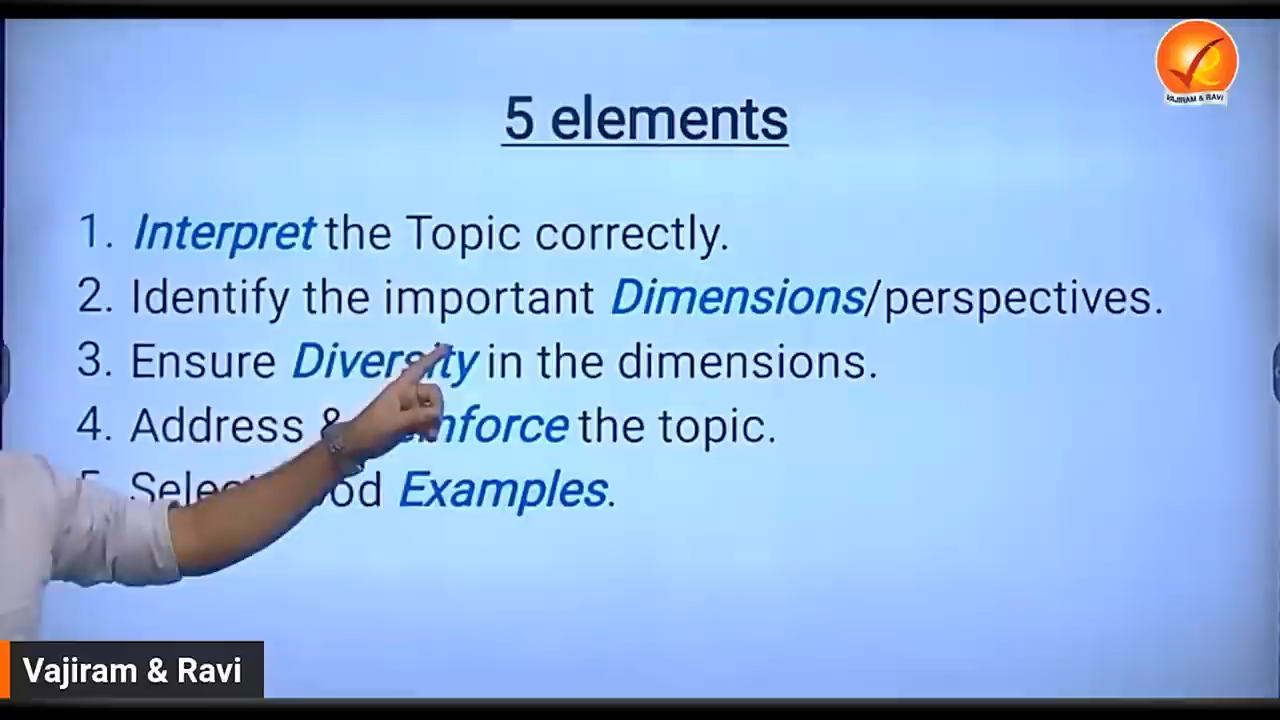 VAJIRAM & RAVI
5 elements
1. Interpret the Topic correctly.
2. Identify the important Dimensions/perspectives.
3. Ensure Diversity in the dimensions.
4. Address & the topic.
Examples.
Vajiram & Ravi